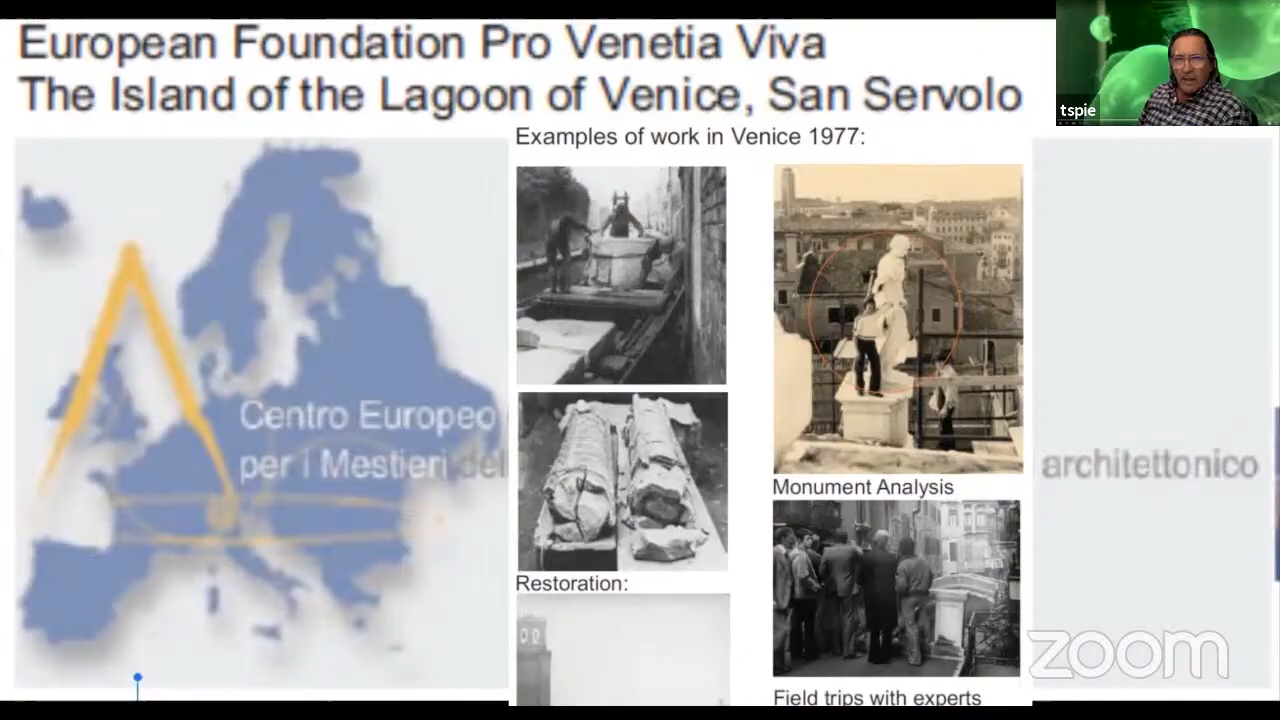 European Foundation Pro Venetia Viva
The Island of the Lagoon of Venice, San Servolo
tspie
Examples of work in Venice 1977:
Centro Europeo
per i Mestieri del
architettonico
Monument Analysis
Restoration:
zoom
Field trips with experts